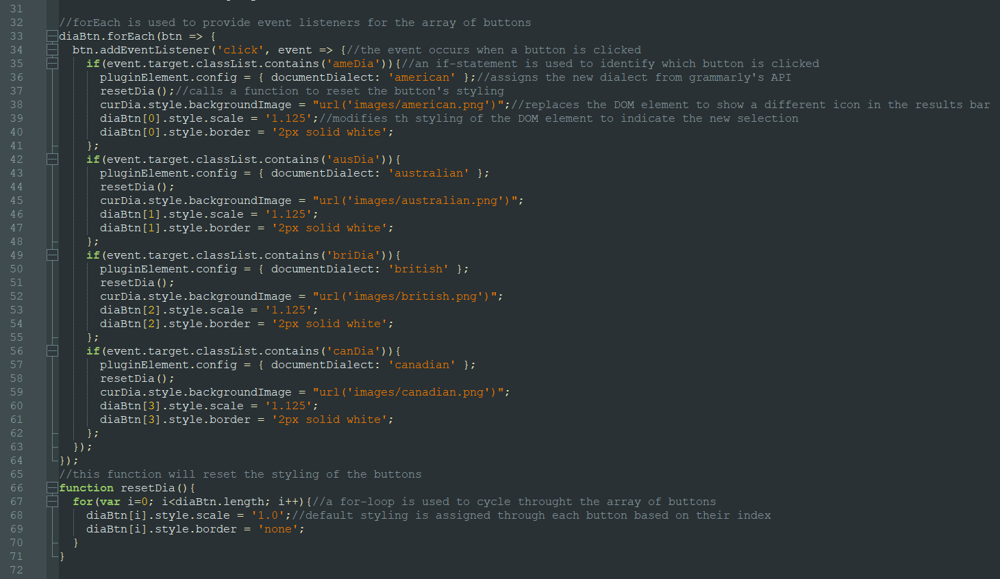 31
32 //forEach is used to provide event listeners for the array of buttons
33 diaBtn.forEach(btn => {
34   btn.addEventListener('click', event => {//the event occurs when a button is clicked
35     if(event.target.classList.contains('ameDia')){//an if-statement is used to identify which button is clicked
36       pluginElement.config = { documentDialect: 'american' };//assigns the new dialect from grammarly's API
37       resetDia();//calls a function to reset the button's styling
38       curDia.style.backgroundImage = "url('images/american.png')";//replaces the DOM element to show a different icon in the results bar
39       diaBtn[0].style.scale = '1.125';//modifies th styling of the DOM element to indicate the new selection
40       diaBtn[0].style.border = '2px solid white';
41     };
42     if(event.target.classList.contains('ausDia')){
43       pluginElement.config = { documentDialect: 'australian' };
44       resetDia();
45       curDia.style.backgroundImage = "url('images/australian.png')";
46       diaBtn[1].style.scale = '1.125';
47       diaBtn[1].style.border = '2px solid white';
48     };
49     if(event.target.classList.contains('briDia')){
50       pluginElement.config = { documentDialect: 'british' };
51       resetDia();
52       curDia.style.backgroundImage = "url('images/british.png')";
53       diaBtn[2].style.scale = '1.125';
54       diaBtn[2].style.border = '2px solid white';
55     };
56     if(event.target.classList.contains('canDia')){
57       pluginElement.config = { documentDialect: 'canadian' };
58       resetDia();
59       curDia.style.backgroundImage = "url('images/canadian.png')";
60       diaBtn[3].style.scale = '1.125';
61       diaBtn[3].style.border = '2px solid white';
62     };
63   });
64 });
65 //this function will reset the styling of the buttons
66 function resetDia(){
67   for(var i=0; i<diaBtn.length; i++){//a for-loop is used to cycle throught the array of buttons
68     diaBtn[i].style.scale = '1.0';//default styling is assigned through each button based on their index
69     diaBtn[i].style.border = 'none';
70   }
71 }
72